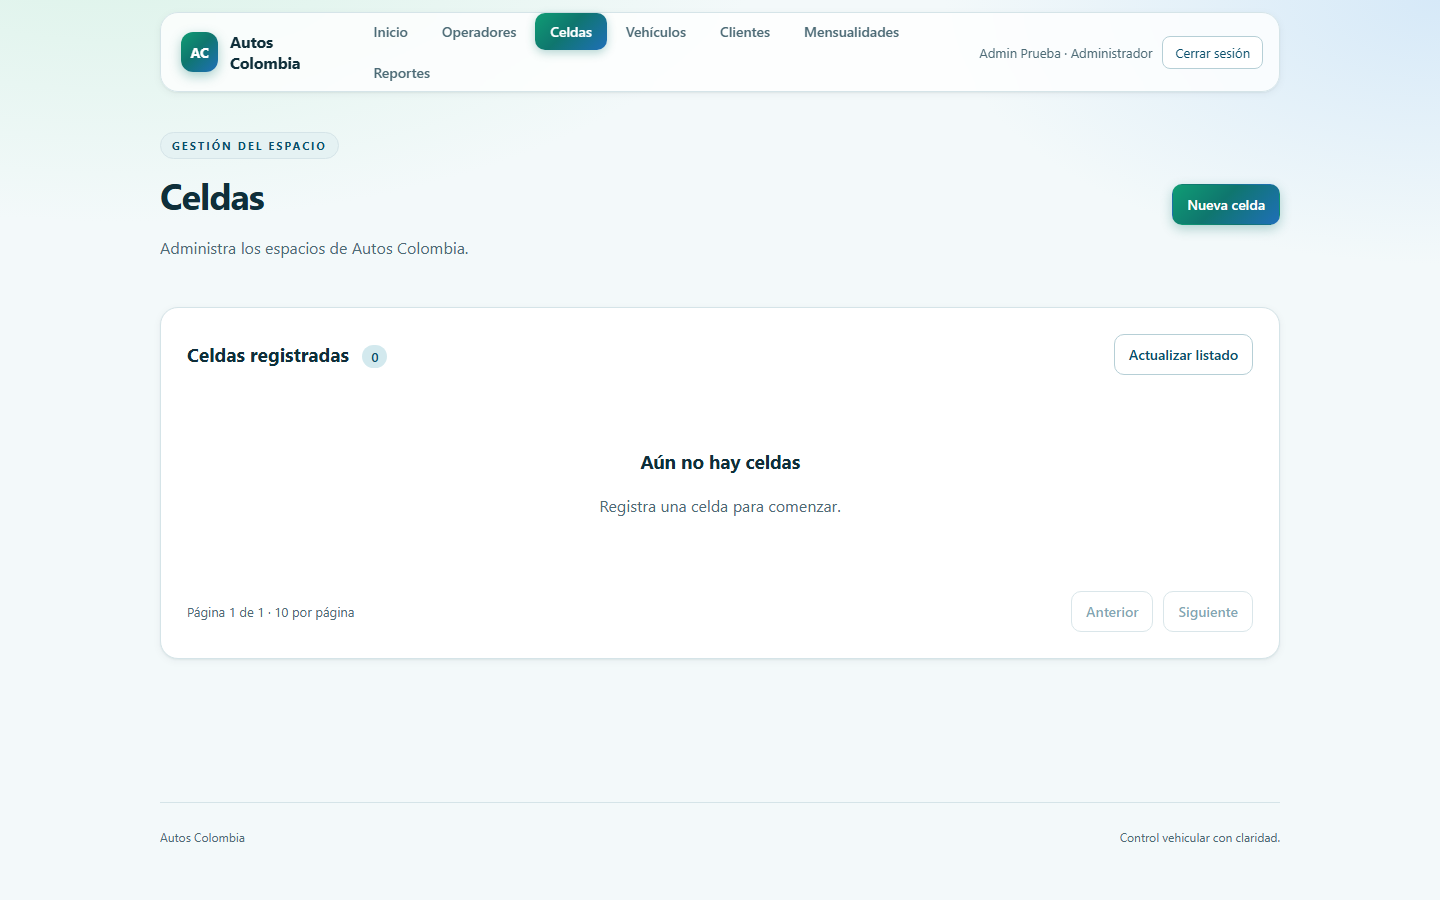 AC
Autos
Colombia
Inicio
Operadores
Celdas
Vehículos
Clientes
Mensualidades
Reportes
Admin Prueba · Administrador
Cerrar sesión
GESTIÓN DEL ESPACIO
Celdas
Nueva celda
Administra los espacios de Autos Colombia.
Celdas registradas 0
Actualizar listado
Aún no hay celdas
Registra una celda para comenzar.
Página 1 de 1 · 10 por página
Anterior
Siguiente
Autos Colombia
Control vehicular con claridad.